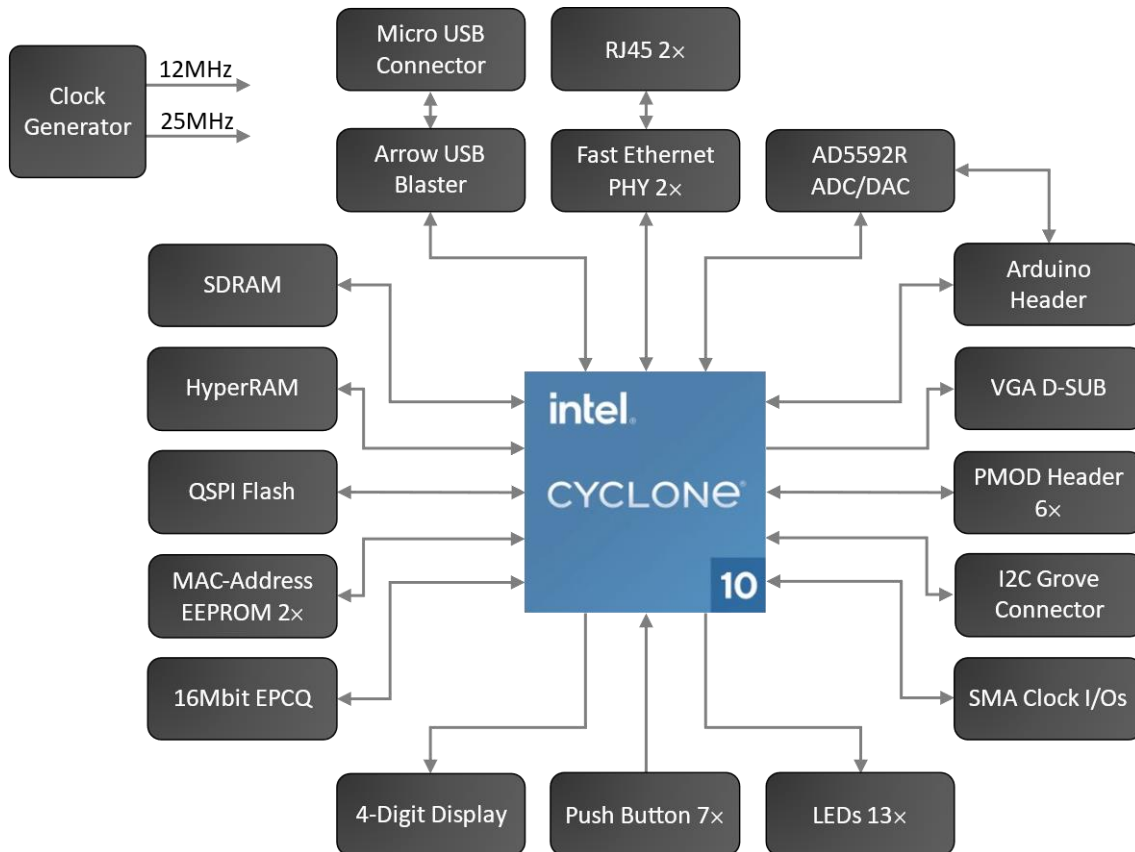 Clock
Generator
12MHz
25MHz
Micro USB
Connector
RJ45 2×
Arrow USB
Blaster
Fast Ethernet
PHY 2×
AD5592R
ADC/DAC
SDRAM
Arduino
Header
HyperRAM
VGA D-SUB
intel®
CYCLONE®
10
QSPI Flash
PMOD Header
6×
MAC-Address
EEPROM 2×
I2C Grove
Connector
16Mbit EPCQ
SMA Clock I/Os
4-Digit Display
Push Button 7×
LEDs 13×